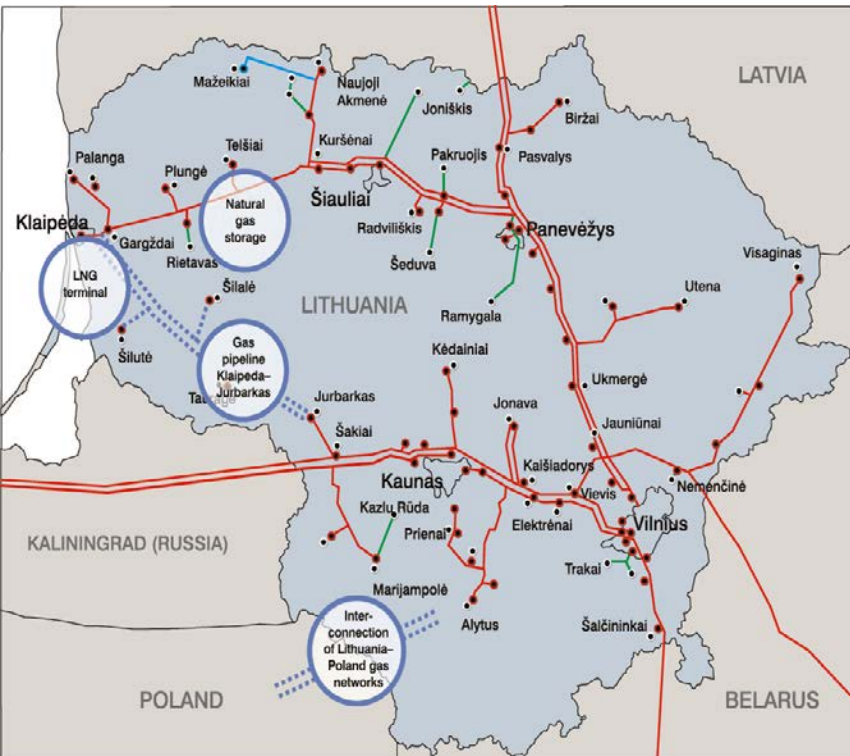 LATVIA
Mažeikiai
Naujoji
Akmenė
Joniškis
Biržai
Telšiai
Kuršėnai
Palanga
Plungė
Pakruojis
Pasvalys
Natural
gas
storage
Šiauliai
Klaipėda
Gargždai
Radviliškis
Panevėžys
Rietavas
Šeduva
Visaginas
LNG
terminal
Šilalė
LITHUANIA
Ramygala
Utena
Šilutė
Gas
pipeline
Klaipeda–
Jurbarkas
Kėdainiai
Ukmergė
Jurbarkas
Jonava
Jauniūnai
Šakiai
Kaunas
Kaišiadorys
Vievis
Nemenčinė
Kazlų Rūda
Elektrėnai
Vilnius
KALININGRAD (RUSSIA)
Prienai
Trakai
Marijampolė
Alytus
Šalčininkai
Inter-
connection
of Lithuania–
Poland gas
networks
POLAND
BELARUS